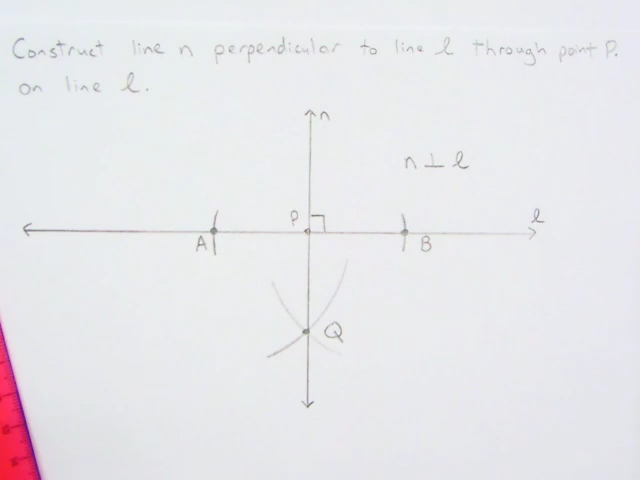 Construct line n perpendicular to line l through point P.
on line l.
n
n ⊥ l
P
l
A
B
Q